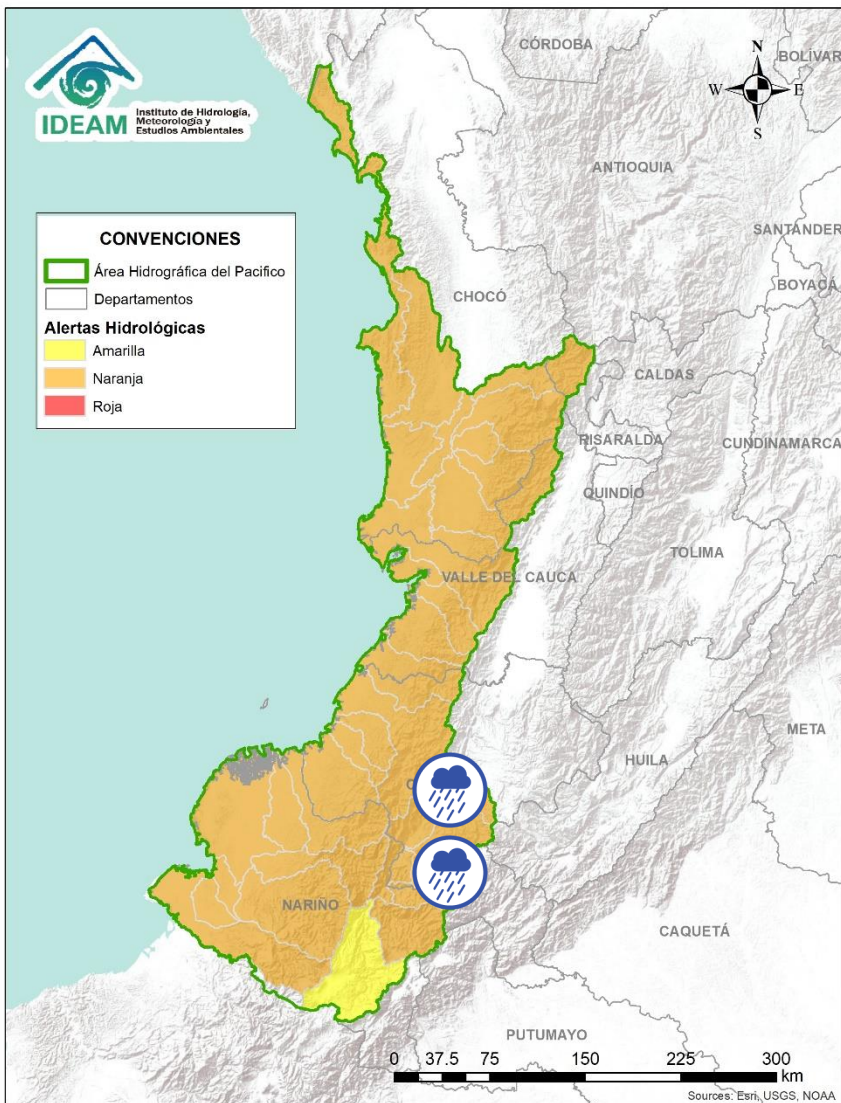 IDEAM
Instituto de Hidrología,
Meteorología y
Estudios Ambientales
N
W
E
S
CÓRDOBA
BOLÍVAR
ANTIOQUIA
SANTANDER
BOYACÁ
CHOCÓ
CALDAS
RISARALDA
CUNDINAMARCA
QUINDÍO
TOLIMA
VALLE DEL CAUCA
META
HUILA
NARIÑO
CAQUETÁ
PUTUMAYO
CONVENCIONES
Área Hidrográfica del Pacifico
Departamentos
Alertas Hidrológicas
Amarilla
Naranja
Roja
0 37.5 75 150 225 300
km
Sources: Esri, USGS, NOAA